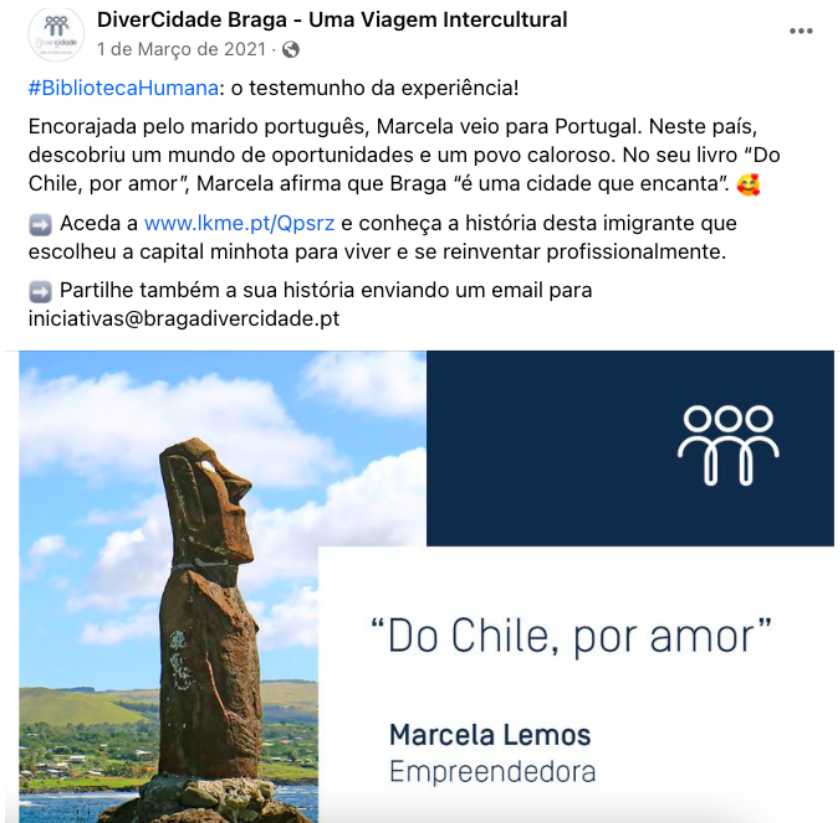 DiverCidade Braga - Uma Viagem Intercultural
1 de Março de 2021 ·
#BibliotecaHumana: o testemunho da experiência!
Encorajada pelo marido português, Marcela veio para Portugal. Neste país,
descobriu um mundo de oportunidades e um povo caloroso. No seu livro “Do
Chile, por amor”, Marcela afirma que Braga “é uma cidade que encanta”. 🥰
➡️ Aceda a www.lkme.pt/Qpsrz e conheça a história desta imigrante que
escolheu a capital minhota para viver e se reinventar profissionalmente.
➡️ Partilhe também a sua história enviando um email para
iniciativas@bragadivercidade.pt
“Do Chile, por amor”
Marcela Lemos
Empreendedora